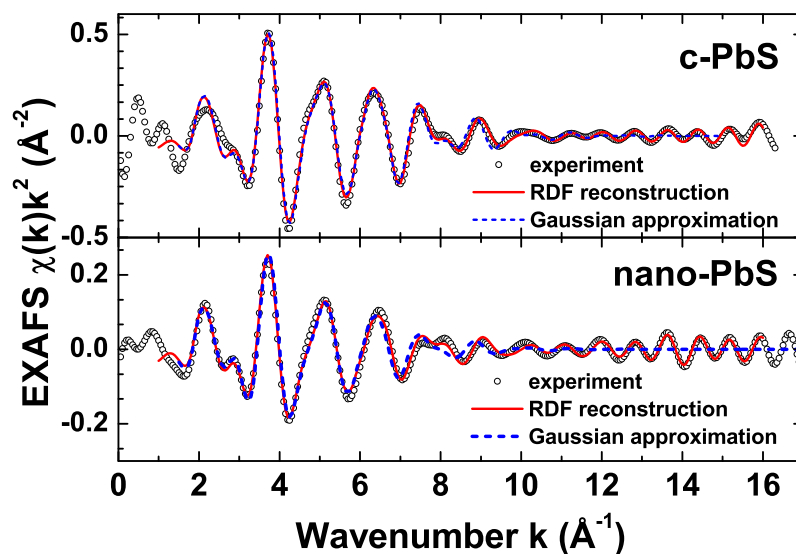 EXAFS χ(k)k² (Å⁻²)
0.5
0.0
-0.5
c-PbS
experiment
RDF reconstruction
Gaussian approximation
0.2
0.0
-0.2
nano-PbS
experiment
RDF reconstruction
Gaussian approximation
0 2 4 6 8 10 12 14 16
Wavenumber k (Å⁻¹)